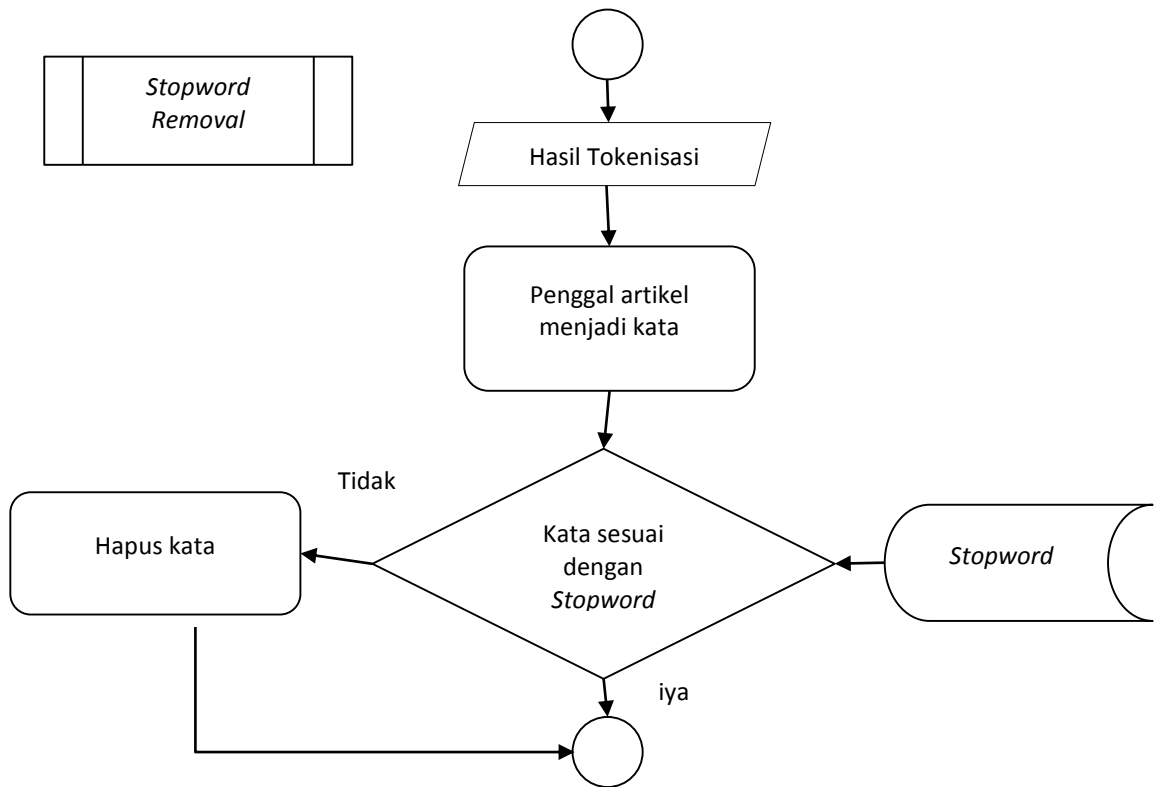 Stopword
Removal
Hasil Tokenisasi
Penggal artikel
menjadi kata
Tidak
Hapus kata
Kata sesuai
dengan
Stopword
Stopword
iya